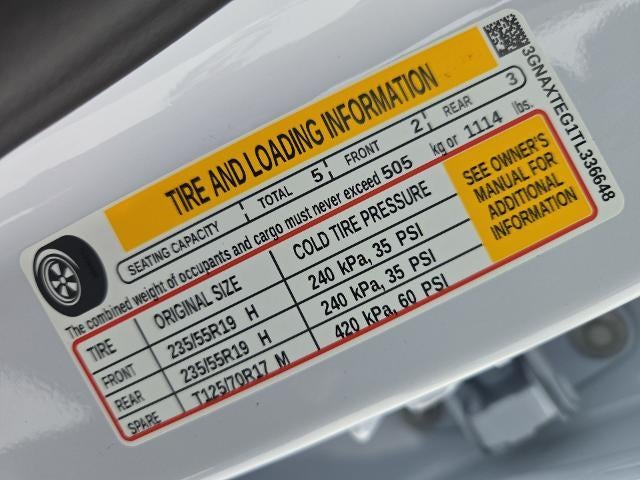 3GNAXTEG1TL336648
TIRE AND LOADING INFORMATION
SEATING CAPACITY TOTAL 5 FRONT 2 REAR 3
The combined weight of occupants and cargo must never exceed 505 kg or 1114 lbs.
TIRE ORIGINAL SIZE COLD TIRE PRESSURE
FRONT 235/55R19 H 240 kPa, 35 PSI
REAR 235/55R19 H 240 kPa, 35 PSI
SPARE T125/70R17 M 420 kPa, 60 PSI
SEE OWNER'S
MANUAL FOR
ADDITIONAL
INFORMATION